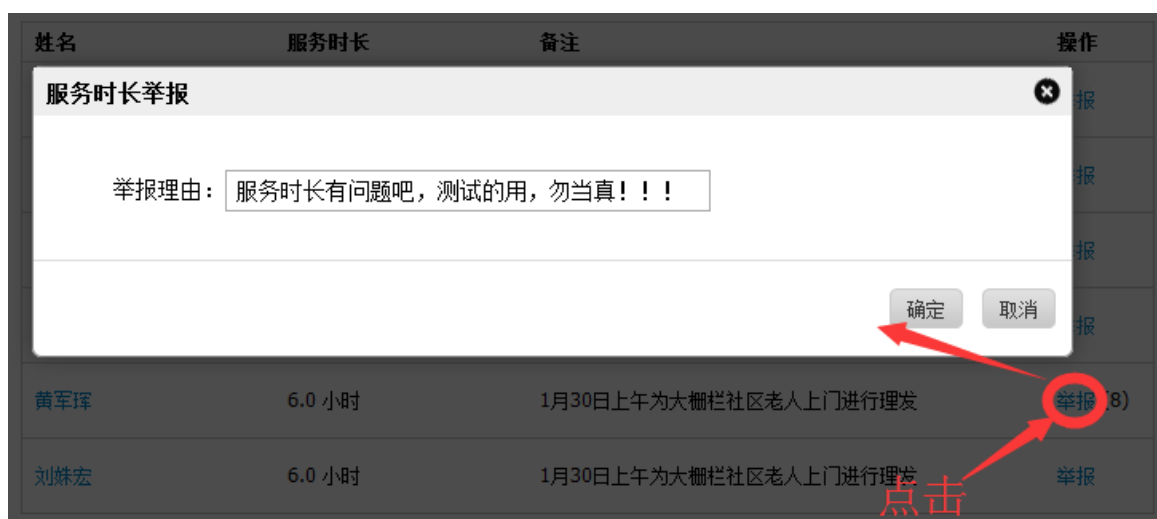 姓名 服务时长 备注 操作
服务时长举报
报
举报理由： 服务时长有问题吧，测试的用，勿当真！！！
报
报
确定 取消
报
黄军珲 6.0 小时 1月30日上午为大栅栏社区老人上门进行理发 举报 (8)
刘姝宏 6.0 小时 1月30日上午为大栅栏社区老人上门进行理发 举报
点击